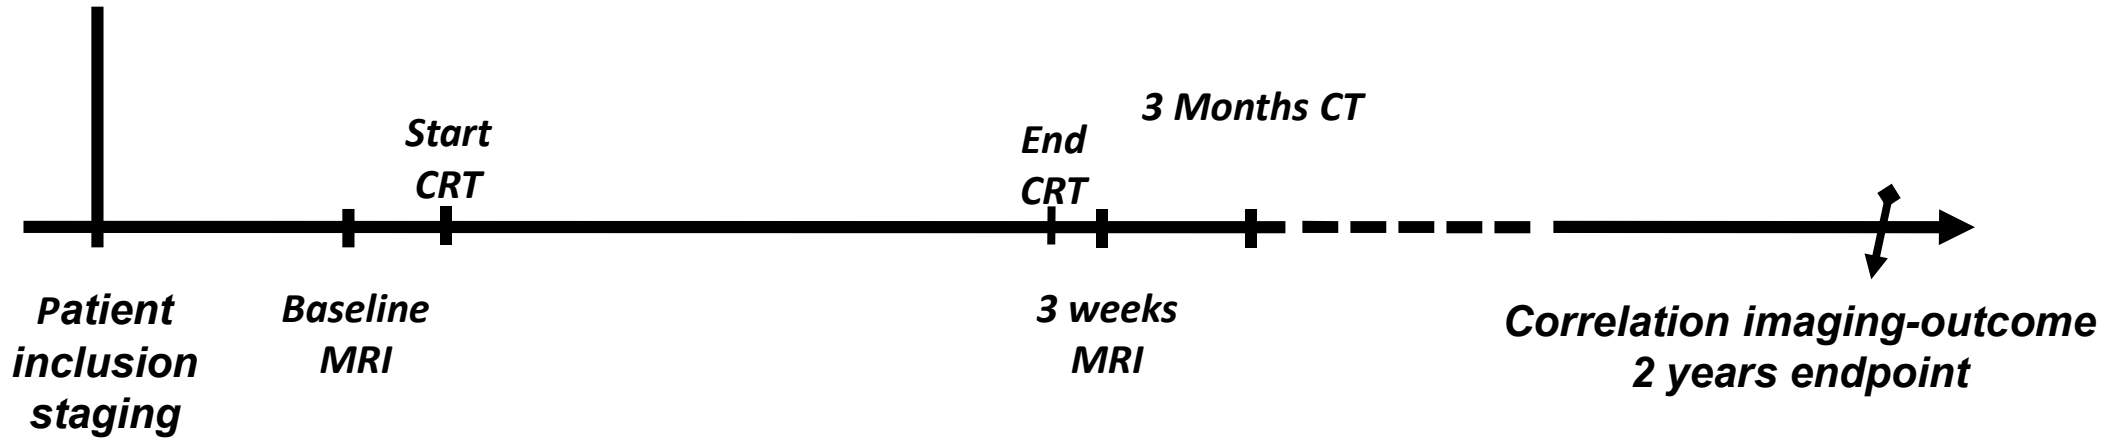 3 Months CT
Start
CRT
End
CRT
Patient
inclusion
staging
Baseline
MRI
3 weeks
MRI
Correlation imaging-outcome
2 years endpoint